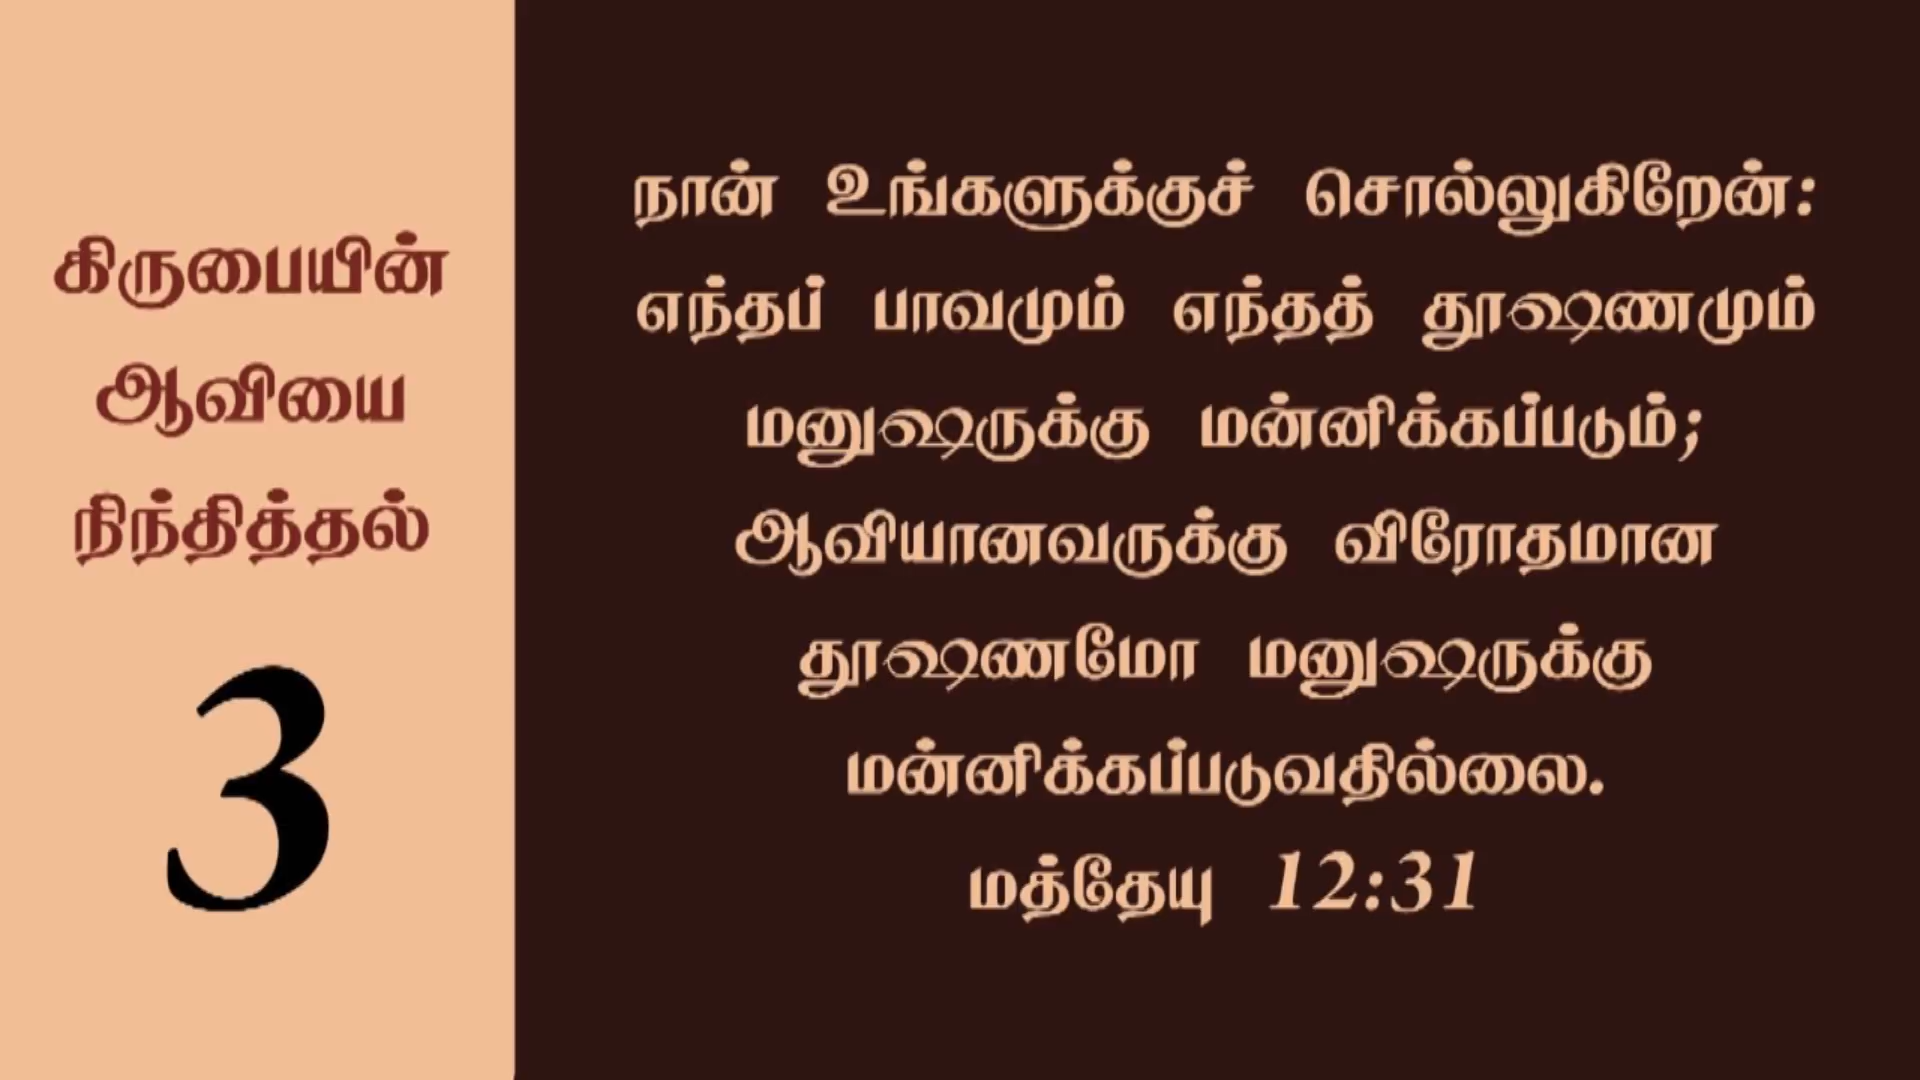 கிருபையின்
ஆவியை
நிந்தித்தல்
3
நான் உங்களுக்குச் சொல்லுகிறேன்:
எந்தப் பாவமும் எந்தத் தூஷணமும்
மனுஷருக்கு மன்னிக்கப்படும்;
ஆவியானவருக்கு விரோதமான
தூஷணமோ மனுஷருக்கு
மன்னிக்கப்படுவதில்லை.
மத்தேயு 12:31